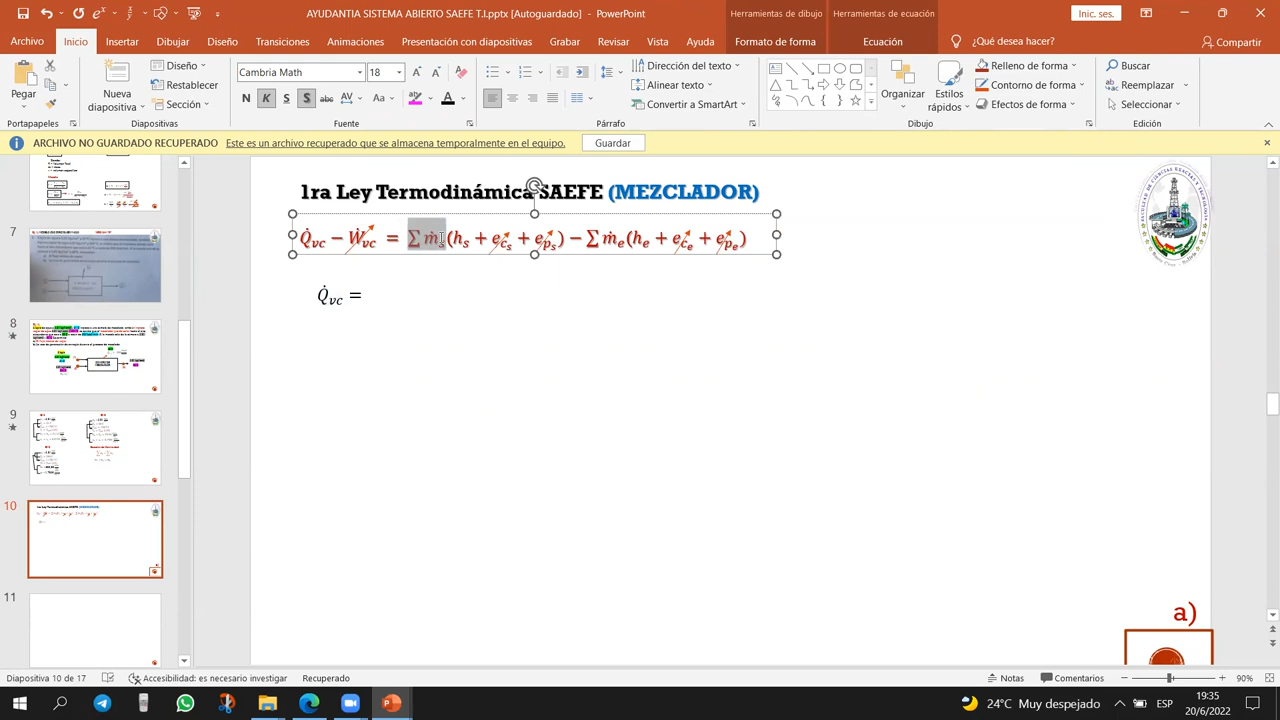 AYUDANTIA SISTEMA ABIERTO SAEFE T.I.pptx [Autoguardado] - PowerPoint
Herramientas de dibujo
Herramientas de ecuación
Inic. ses.
Archivo Inicio Insertar Dibujar Diseño Transiciones Animaciones Presentación con diapositivas Grabar Revisar Vista Ayuda Formato de forma Ecuación ¿Qué desea hacer? Compartir
Pegar
Portapapeles
Nueva diapositiva
Diseño
Restablecer
Sección
Diapositivas
Cambria Math 18
N K S S abc AV Aa A
Fuente
Párrafo
Dirección del texto
Alinear texto
Convertir a SmartArt
Organizar
Estilos rápidos
Relleno de forma
Contorno de forma
Efectos de forma
Dibujo
Buscar
Reemplazar
Seleccionar
Edición
ARCHIVO NO GUARDADO RECUPERADO Este es un archivo recuperado que se almacena temporalmente en el equipo. Guardar
7
8
9
10
11
1ra Ley Termodinámica SAEFE (MEZCLADOR)
Q̇vc − Ẇvc = ∑ ṁs(hs + ecs + eps) − ∑ ṁe(he + ece + epe)
Q̇vc =
a)
Diapositiva 10 de 17 Accesibilidad: es necesario investigar Recuperado Notas Comentarios 90%
24°C Muy despejado ESP 19:35
20/6/2022